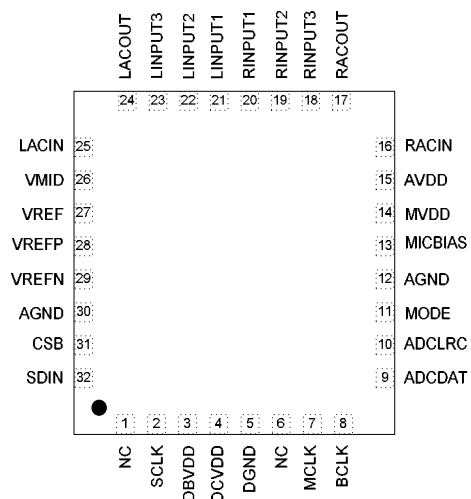 LACOUT
LINPUT3
LINPUT2
LINPUT1
RINPUT1
RINPUT2
RINPUT3
RACOUT
24 23 22 21 20 19 18 17
LACIN 25 16 RACIN
VMID 26 15 AVDD
VREF 27 14 MVDD
VREFP 28 13 MICBIAS
VREFN 29 12 AGND
AGND 30 11 MODE
CSB 31 10 ADCLRC
SDIN 32 9 ADCDAT
1 2 3 4 5 6 7 8
NC
SCLK
DBVDD
DCVDD
DGND
NC
MCLK
BCLK